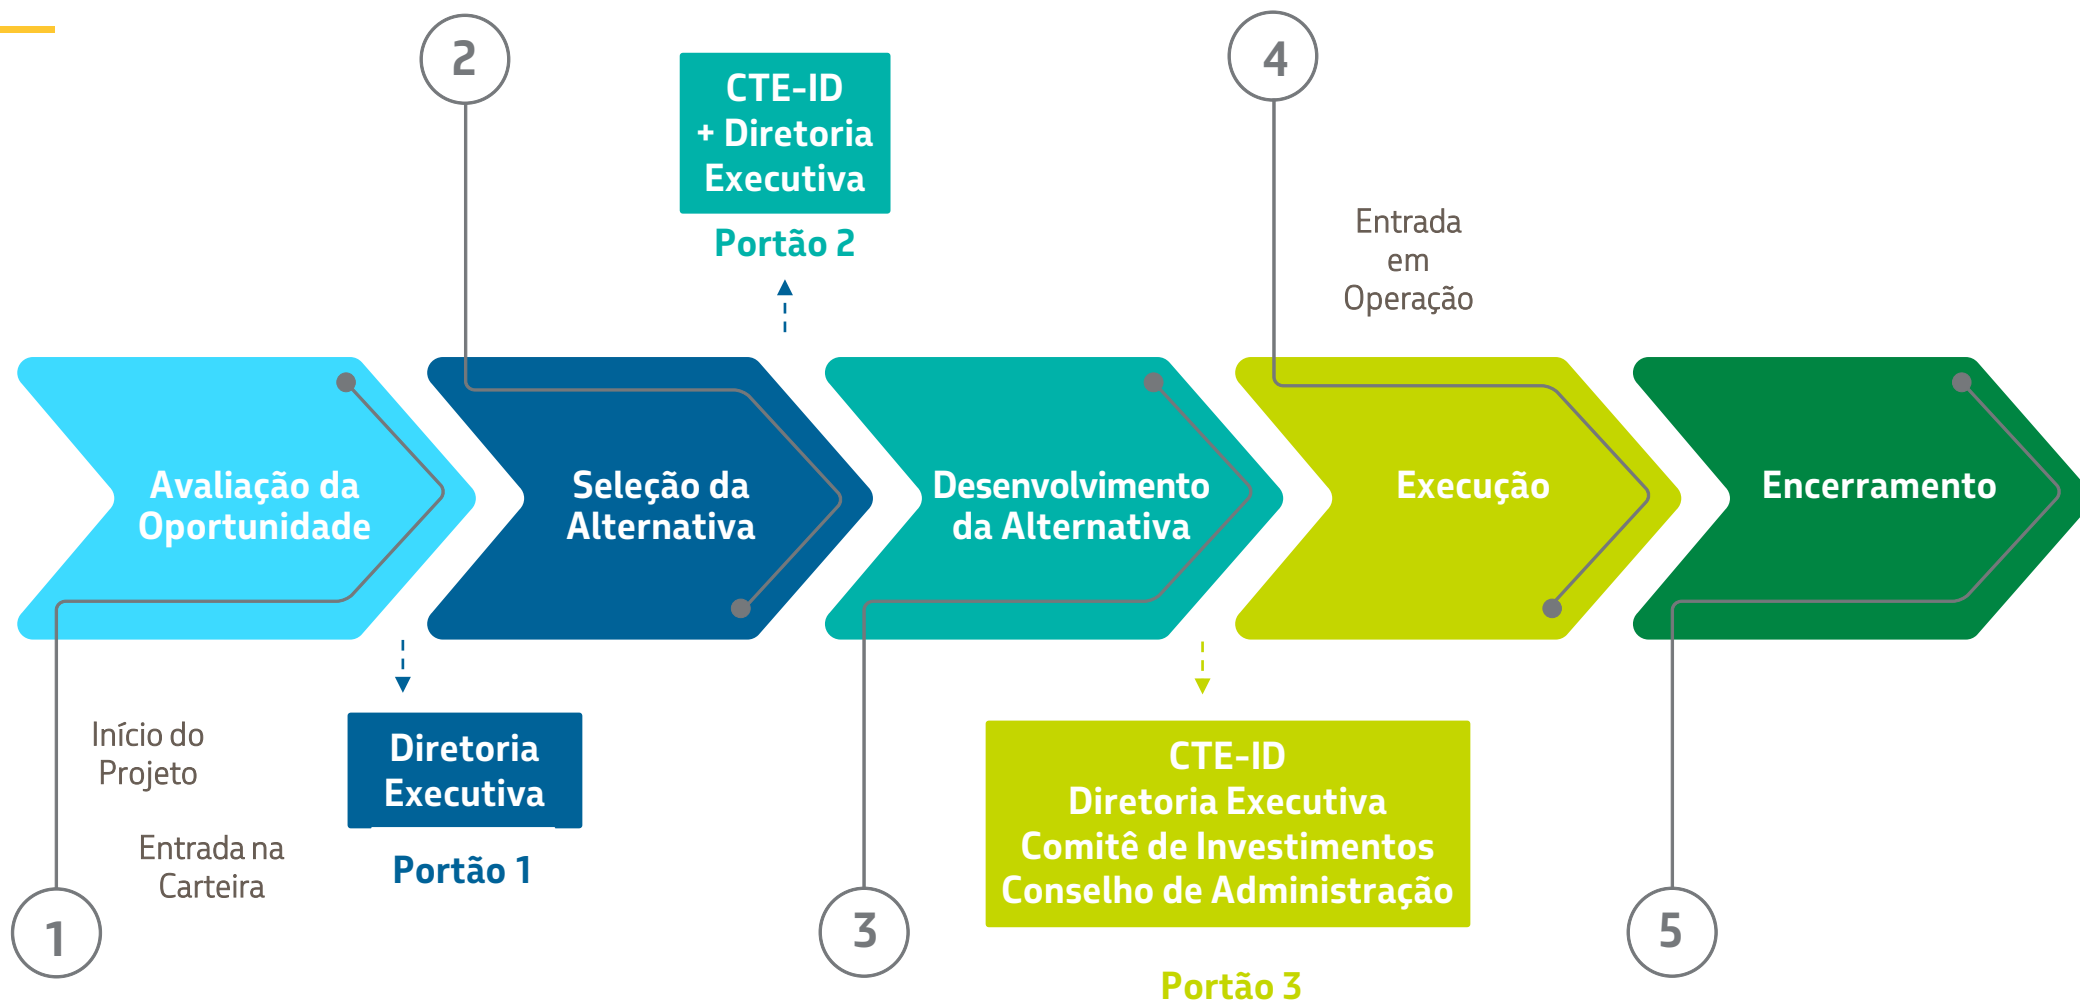 2
4
CTE-ID
+ Diretoria
Executiva
Portão 2
Entrada
em
Operação
Avaliação da
Oportunidade
Seleção da
Alternativa
Desenvolvimento
da Alternativa
Execução
Encerramento
Início do
Projeto
Entrada na
Carteira
Diretoria
Executiva
Portão 1
CTE-ID
Diretoria Executiva
Comitê de Investimentos
Conselho de Administração
Portão 3
1
3
5